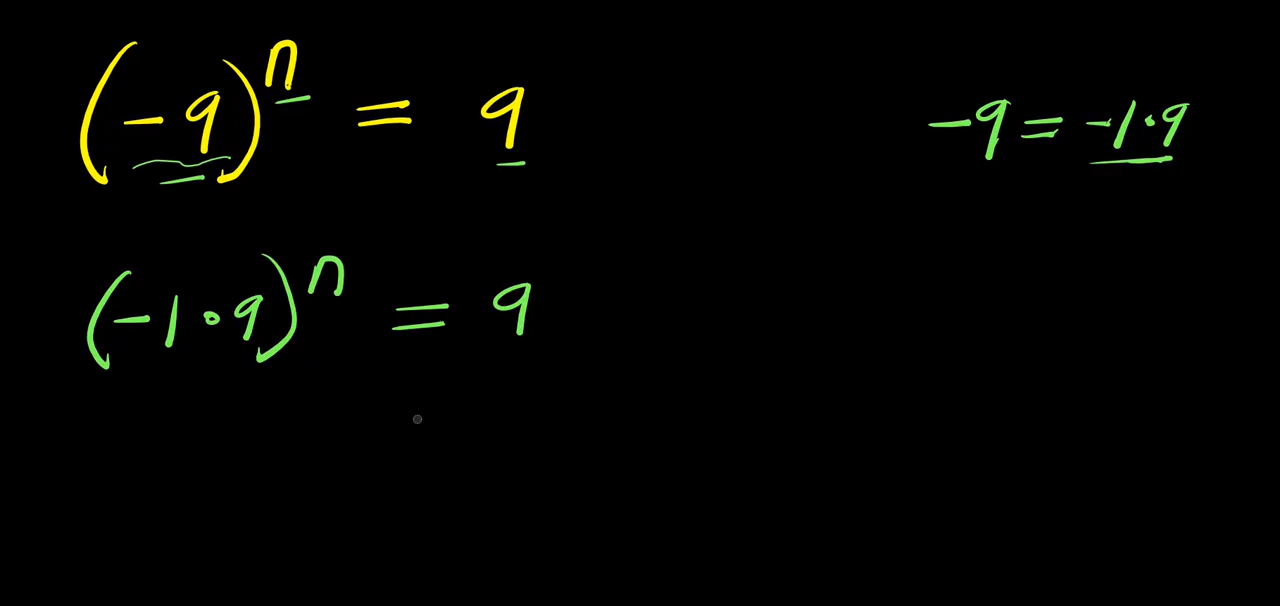 (-9)^n = 9
-9 = -1·9
(-1·9)^n = 9